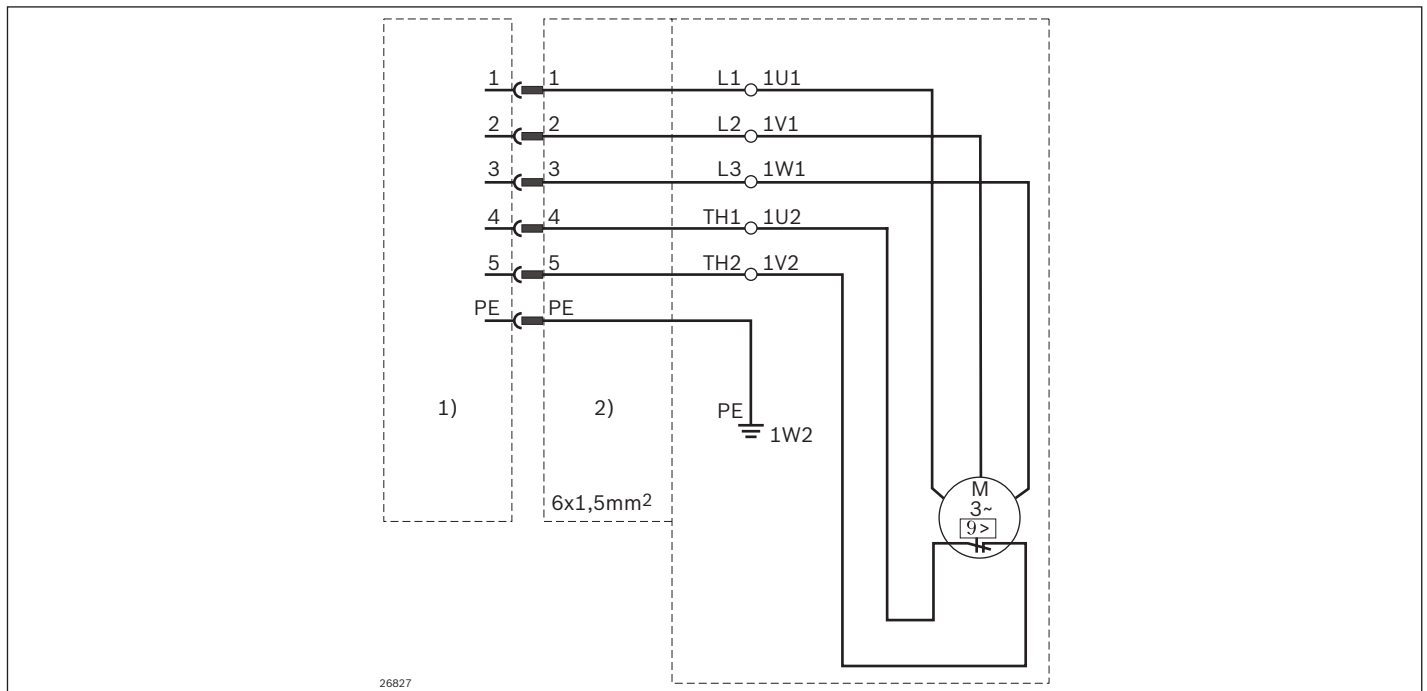 1 1 L1 1U1
2 2 L2 1V1
3 3 L3 1W1
4 4 TH1 1U2
5 5 TH2 1V2
PE PE
1) 2) PE
1W2
M
3~
9>
6x1,5mm2
26827